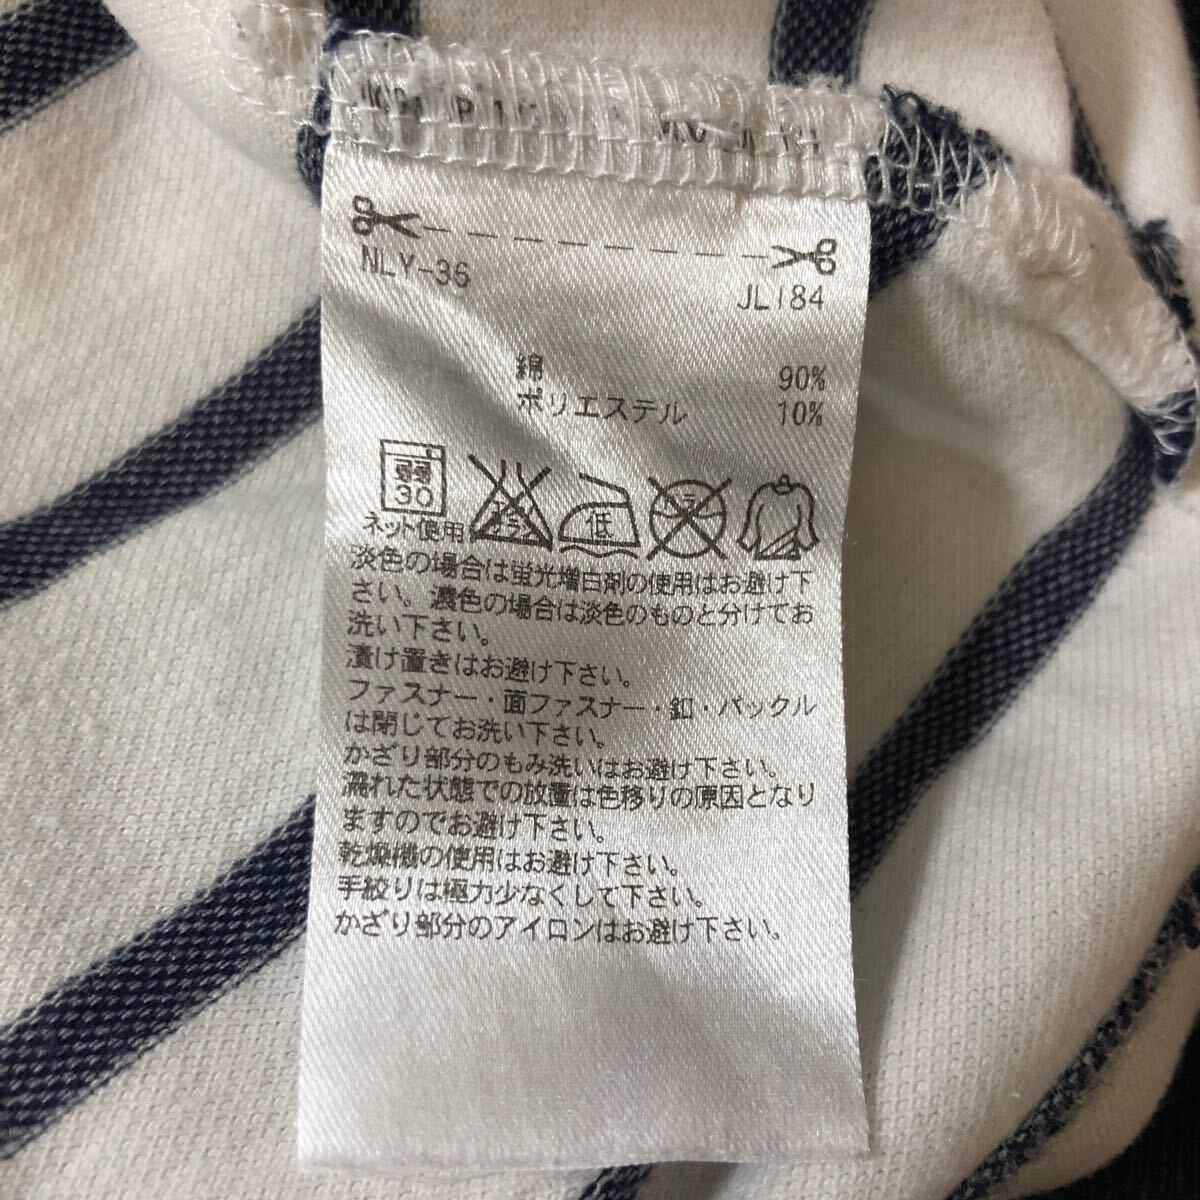 NLY-36
JL184
綿 90%
ポリエステル 10%
弱
30 低
ネット使用
淡色の場合は蛍光増白剤の使用はお避け下
さい。濃色の場合は淡色のものと分けてお
洗い下さい。
漬け置きはお避け下さい。
ファスナー・面ファスナー・釦・バックル
は閉じてお洗い下さい。
かざり部分のもみ洗いはお避け下さい。
濡れた状態での放置は色移りの原因となり
ますのでお避け下さい。
乾燥機の使用はお避け下さい。
手絞りは極力少なくして下さい。
かざり部分のアイロンはお避け下さい。